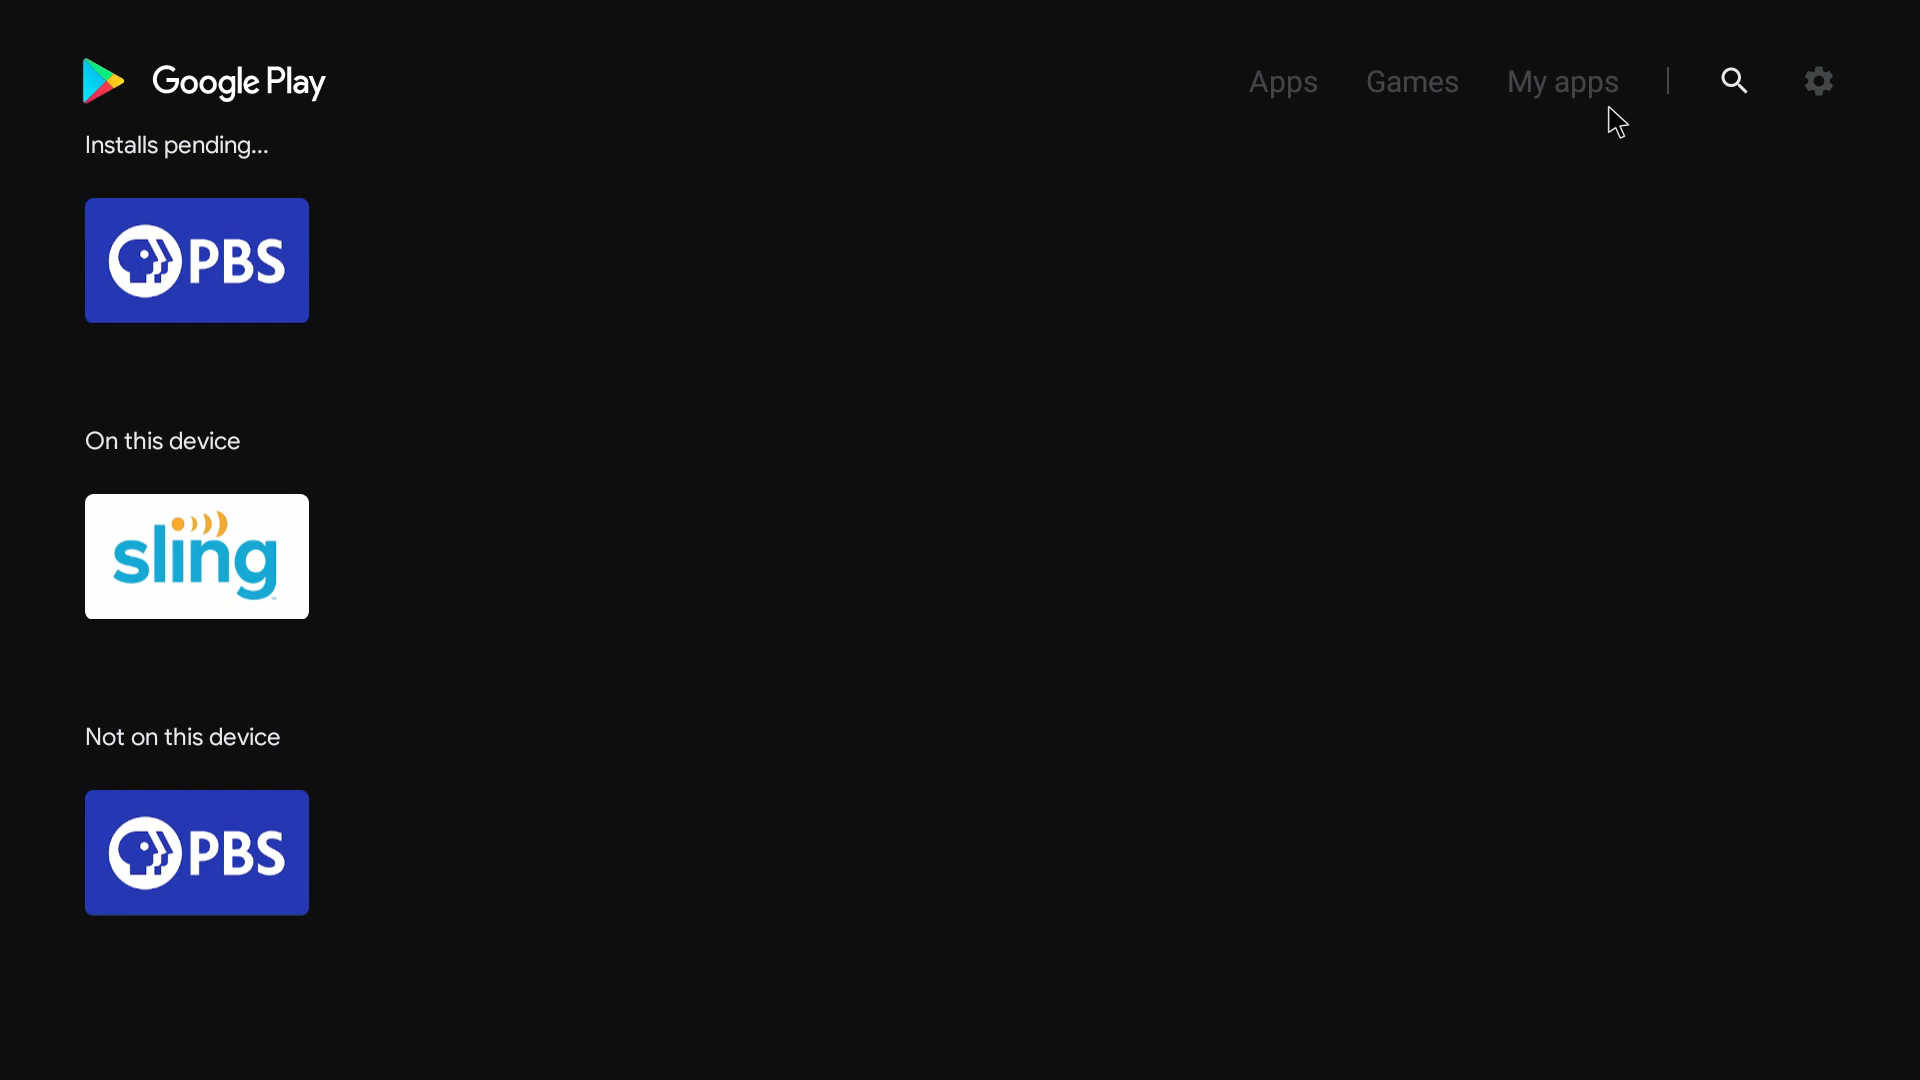 Google Play
Apps Games My apps
Installs pending...
PBS
On this device
sling
Not on this device
PBS